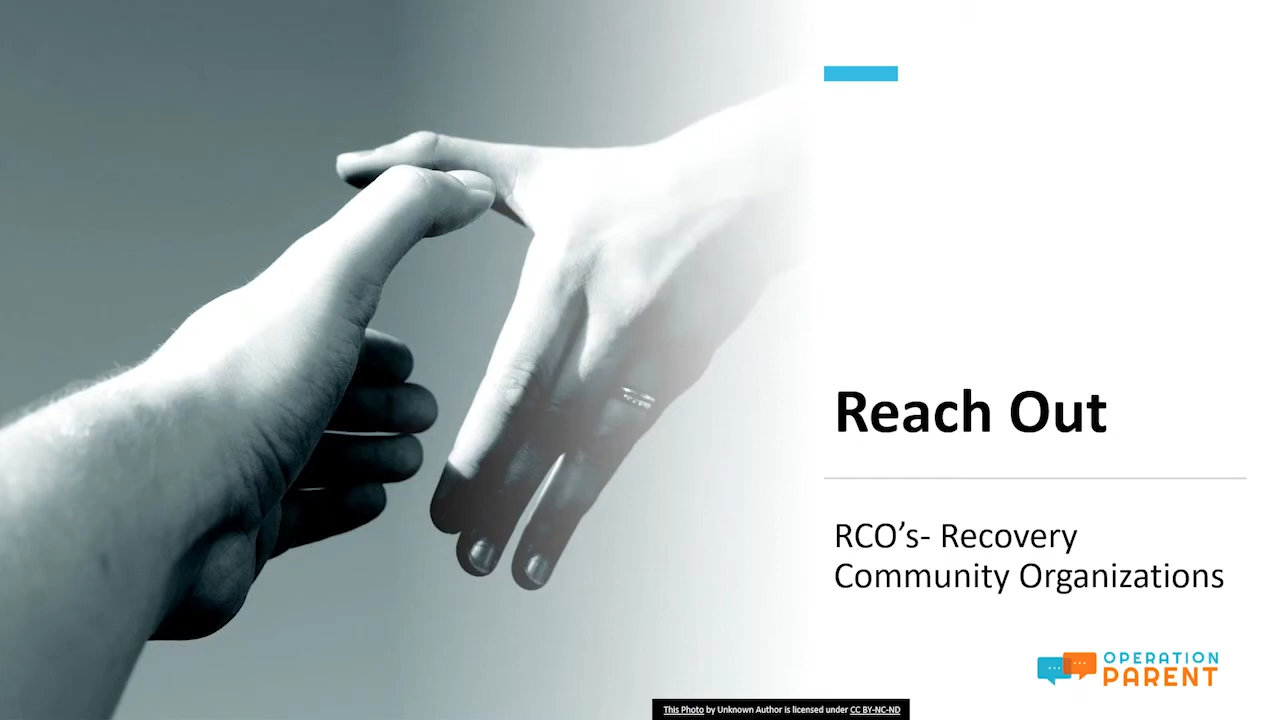 Reach Out
RCO’s- Recovery
Community Organizations
OPERATION
PARENT
This Photo by Unknown Author is licensed under CC BY-NC-ND